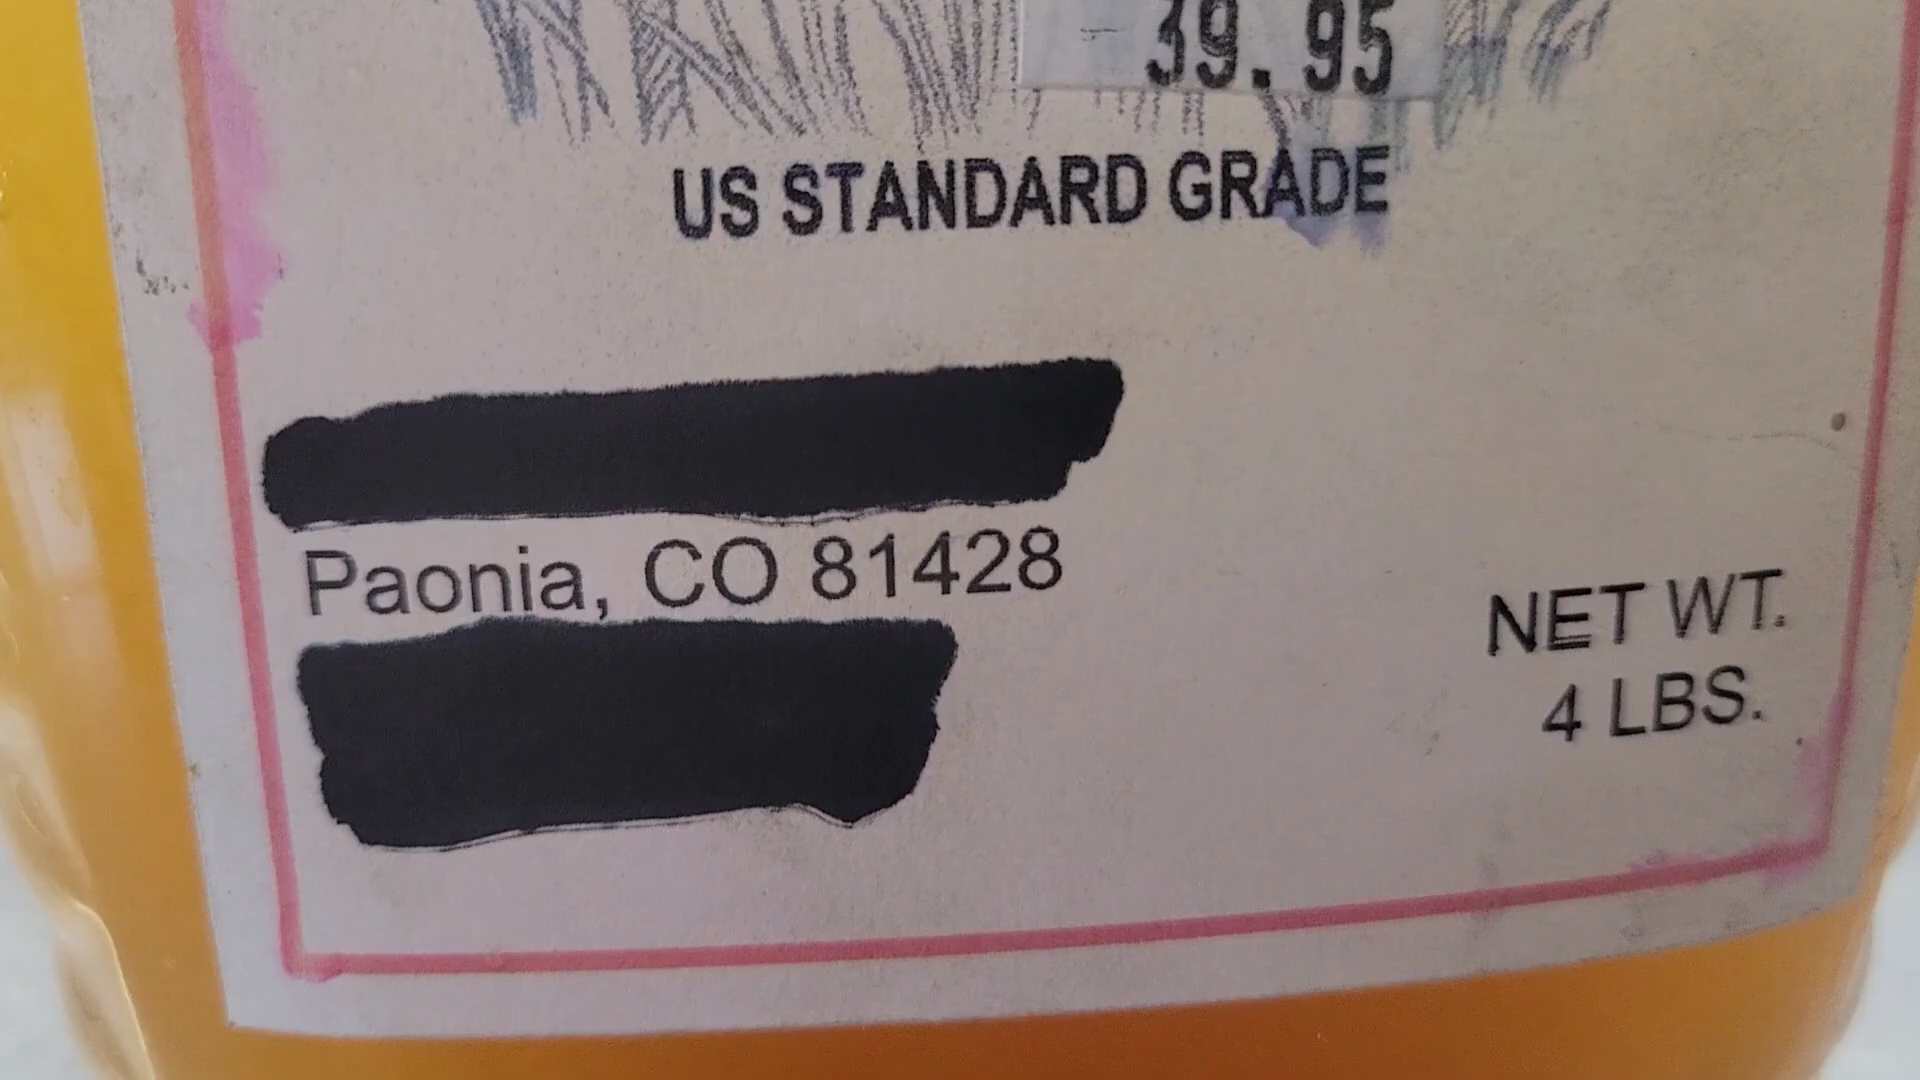 39.95
US STANDARD GRADE
Paonia, CO 81428
NET WT.
4 LBS.